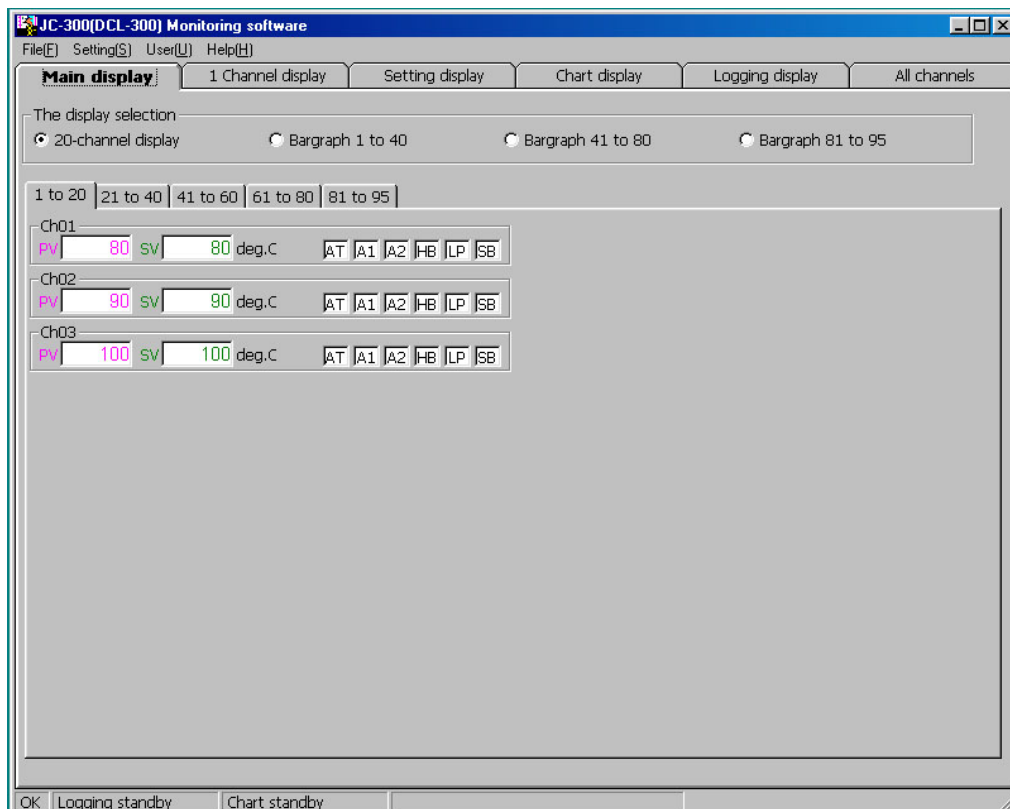 JC-300(DCL-300) Monitoring software
File(F) Setting(S) User(U) Help(H)
Main display 1 Channel display Setting display Chart display Logging display All channels
The display selection
20-channel display Bargraph 1 to 40 Bargraph 41 to 80 Bargraph 81 to 95
1 to 20 21 to 40 41 to 60 61 to 80 81 to 95
Ch01
PV 80 SV 80 deg.C AT A1 A2 HB LP SB
Ch02
PV 90 SV 90 deg.C AT A1 A2 HB LP SB
Ch03
PV 100 SV 100 deg.C AT A1 A2 HB LP SB
OK Logging standby Chart standby